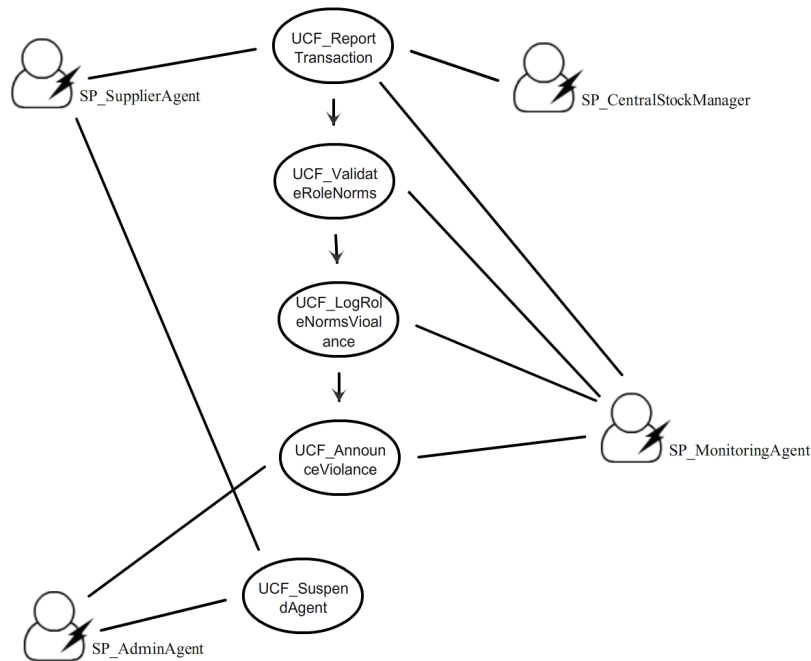 UCF_Report
Transaction
SP_SupplierAgent
SP_CentralStockManager
UCF_Validat
eRoleNorms
UCF_LogRol
eNormsVioal
ance
UCF_Announ
ceViolance
SP_MonitoringAgent
UCF_Suspen
dAgent
SP_AdminAgent